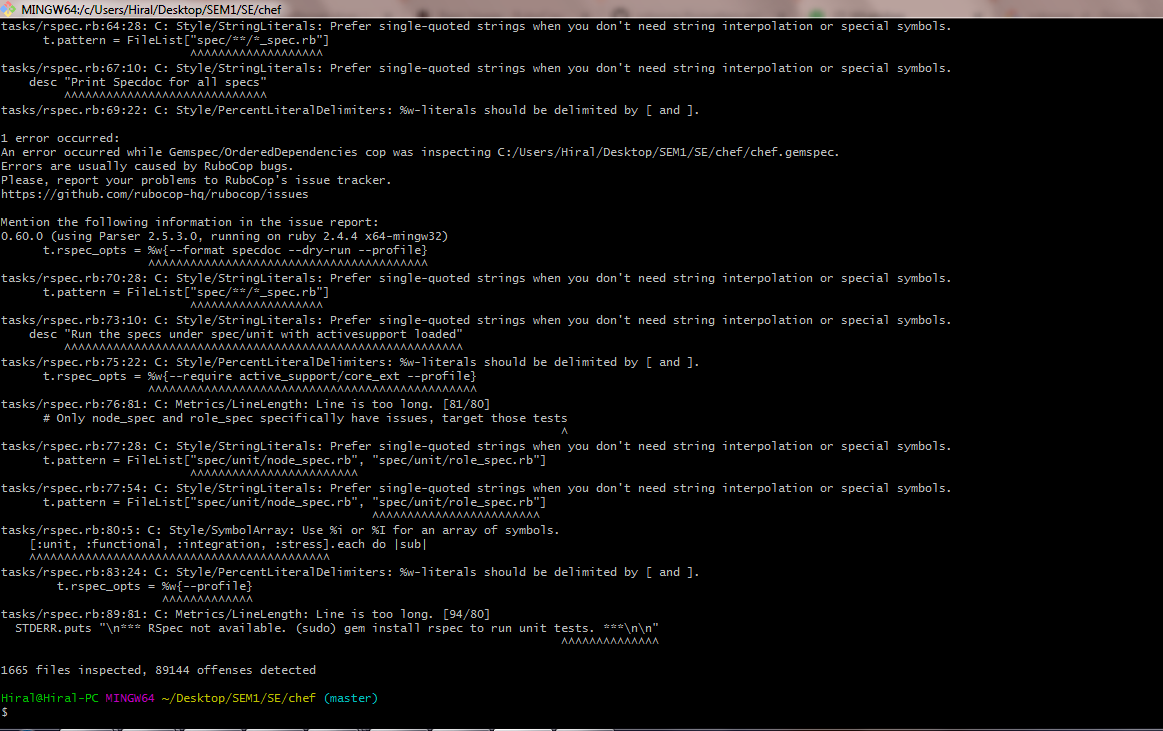 MINGW64:/c/Users/Hiral/Desktop/SEM1/SE/chef
tasks/rspec.rb:64:28: C: Style/StringLiterals: Prefer single-quoted strings when you don't need string interpolation or special symbols.
      t.pattern = FileList["spec/**/*_spec.rb"]
                           ^^^^^^^^^^^^^^^^^^^
tasks/rspec.rb:67:10: C: Style/StringLiterals: Prefer single-quoted strings when you don't need string interpolation or special symbols.
    desc "Print Specdoc for all specs"
         ^^^^^^^^^^^^^^^^^^^^^^^^^^^^^
tasks/rspec.rb:69:22: C: Style/PercentLiteralDelimiters: %w-literals should be delimited by [ and ].

1 error occurred:
An error occurred while Gemspec/OrderedDependencies cop was inspecting C:/Users/Hiral/Desktop/SEM1/SE/chef/chef.gemspec.
Errors are usually caused by RuboCop bugs.
Please, report your problems to RuboCop's issue tracker.
https://github.com/rubocop-hq/rubocop/issues

Mention the following information in the issue report:
0.60.0 (using Parser 2.5.3.0, running on ruby 2.4.4 x64-mingw32)
      t.rspec_opts = %w{--format specdoc --dry-run --profile}
                     ^^^^^^^^^^^^^^^^^^^^^^^^^^^^^^^^^^^^^^^^
tasks/rspec.rb:70:28: C: Style/StringLiterals: Prefer single-quoted strings when you don't need string interpolation or special symbols.
      t.pattern = FileList["spec/**/*_spec.rb"]
                           ^^^^^^^^^^^^^^^^^^^
tasks/rspec.rb:73:10: C: Style/StringLiterals: Prefer single-quoted strings when you don't need string interpolation or special symbols.
    desc "Run the specs under spec/unit with activesupport loaded"
         ^^^^^^^^^^^^^^^^^^^^^^^^^^^^^^^^^^^^^^^^^^^^^^^^^^^^^^^^^
tasks/rspec.rb:75:22: C: Style/PercentLiteralDelimiters: %w-literals should be delimited by [ and ].
      t.rspec_opts = %w{--require active_support/core_ext --profile}
                     ^^^^^^^^^^^^^^^^^^^^^^^^^^^^^^^^^^^^^^^^^^^^^^^
tasks/rspec.rb:76:81: C: Metrics/LineLength: Line is too long. [81/80]
      # Only node_spec and role_spec specifically have issues, target those tests
                                                                                ^
tasks/rspec.rb:77:28: C: Style/StringLiterals: Prefer single-quoted strings when you don't need string interpolation or special symbols.
      t.pattern = FileList["spec/unit/node_spec.rb", "spec/unit/role_spec.rb"]
                           ^^^^^^^^^^^^^^^^^^^^^^^^
tasks/rspec.rb:77:54: C: Style/StringLiterals: Prefer single-quoted strings when you don't need string interpolation or special symbols.
      t.pattern = FileList["spec/unit/node_spec.rb", "spec/unit/role_spec.rb"]
                                                     ^^^^^^^^^^^^^^^^^^^^^^^^
tasks/rspec.rb:80:5: C: Style/SymbolArray: Use %i or %I for an array of symbols.
    [:unit, :functional, :integration, :stress].each do |sub|
    ^^^^^^^^^^^^^^^^^^^^^^^^^^^^^^^^^^^^^^^^^^^
tasks/rspec.rb:83:24: C: Style/PercentLiteralDelimiters: %w-literals should be delimited by [ and ].
        t.rspec_opts = %w{--profile}
                       ^^^^^^^^^^^^^
tasks/rspec.rb:89:81: C: Metrics/LineLength: Line is too long. [94/80]
  STDERR.puts "\n*** RSpec not available. (sudo) gem install rspec to run unit tests. ***\n\n"
                                                                                ^^^^^^^^^^^^^^

1665 files inspected, 89144 offenses detected

Hiral@Hiral-PC MINGW64 ~/Desktop/SEM1/SE/chef (master)
$